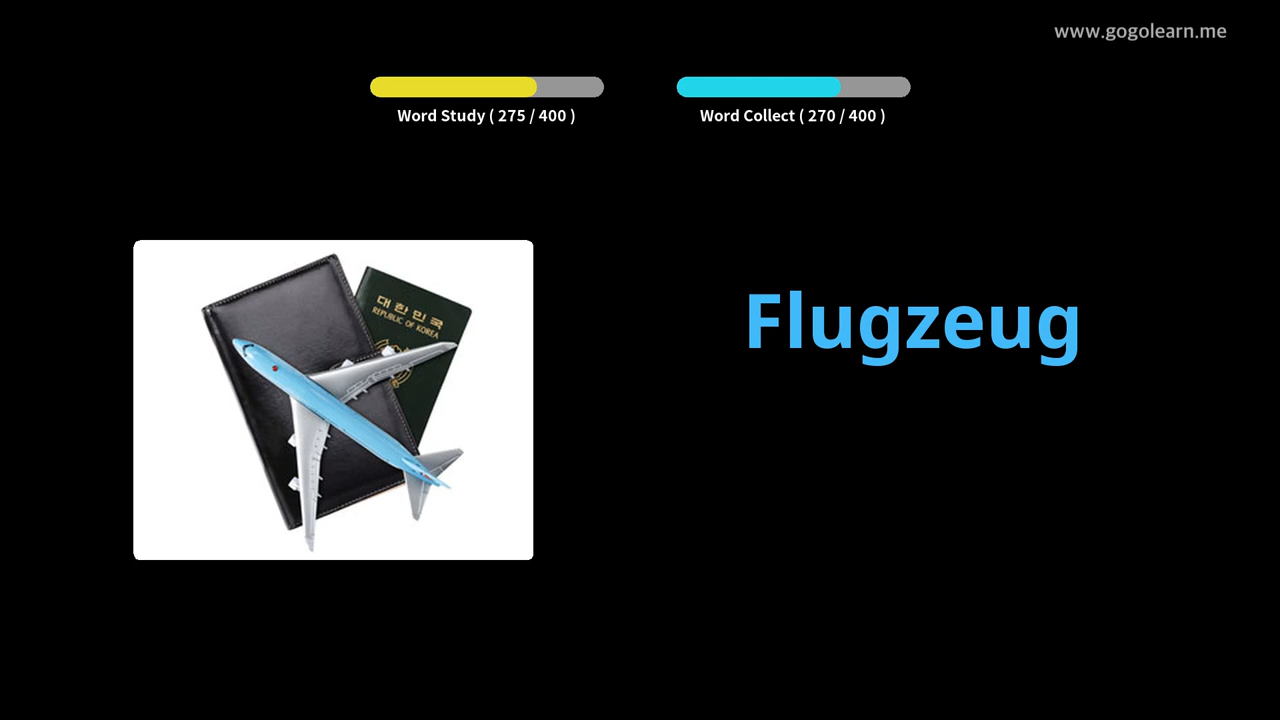 www.gogolearn.me
Word Study ( 275 / 400 )
Word Collect ( 270 / 400 )
대한민국
REPUBLIC OF KOREA
Flugzeug